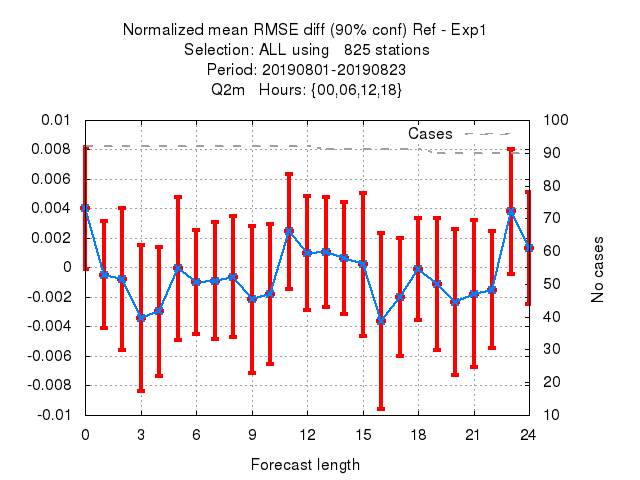 Normalized mean RMSE diff (90% conf) Ref - Exp1
Selection: ALL using   825 stations
Period: 20190801-20190823
Q2m   Hours: {00,06,12,18}
Cases
0.01
0.008
0.006
0.004
0.002
0
-0.002
-0.004
-0.006
-0.008
-0.01
100
90
80
70
60
50
40
30
20
10
No cases
0 3 6 9 12 15 18 21 24
Forecast length